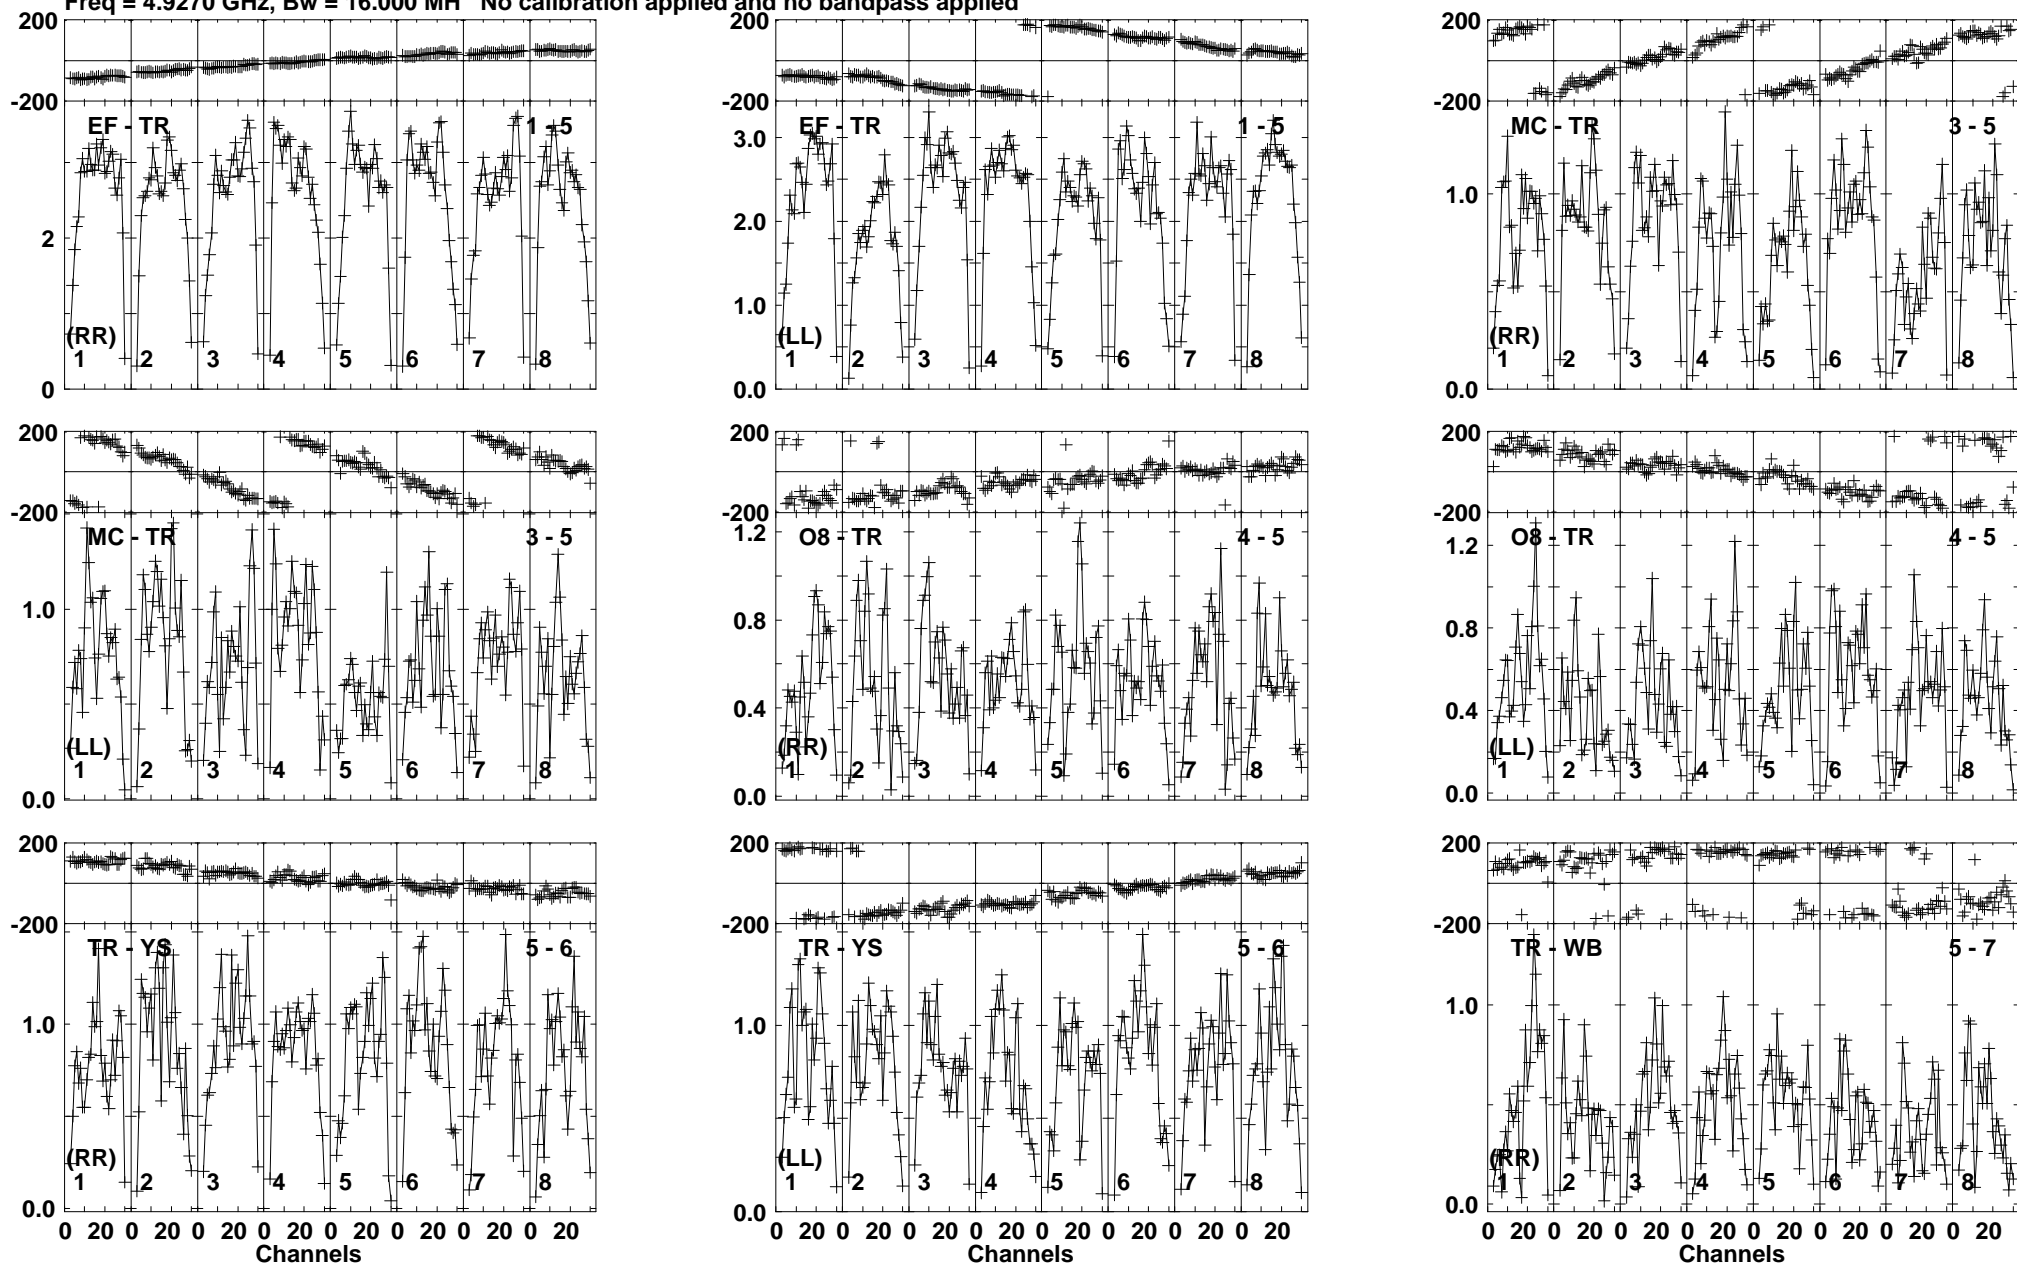 Freq = 4.9270 GHz, Bw = 16.000 MH No calibration applied and no bandpass applied
200 200 200
-200 -200 -200
EF - TR 1 - 5 EF - TR 1 - 5 MC - TR 3 - 5
3.0
2.0
1.0
2 1.0
(RR) (LL) (RR)
1 2 3 4 5 6 7 8 1 2 3 4 5 6 7 8 1 2 3 4 5 6 7 8
0 0.0 0.0
200 200 200
-200 -200 -200
MC - TR 3 - 5 O8 - TR 4 - 5 O8 - TR 4 - 5
1.2 1.2
1.0 0.8 0.8
0.4 0.4
(LL) (RR) (LL)
1 2 3 4 5 6 7 8 1 2 3 4 5 6 7 8 1 2 3 4 5 6 7 8
0.0 0.0 0.0
200 200 200
-200 -200 -200
TR - YS 5 - 6 TR - YS 5 - 6 TR - WB 5 - 7
1.0 1.0 1.0
(RR) (LL) (RR)
1 2 3 4 5 6 7 8 1 2 3 4 5 6 7 8 1 2 3 4 5 6 7 8
0.0 0.0 0.0
0 20 0 20 0 20 0 20 0 20 0 20 0 20 0 20 0 20 0 20 0 20 0 20 0 20 0 20 0 20 0 20 0 20 0 20 0 20 0 20 0 20 0 20 0 20 0 20
Channels Channels Channels